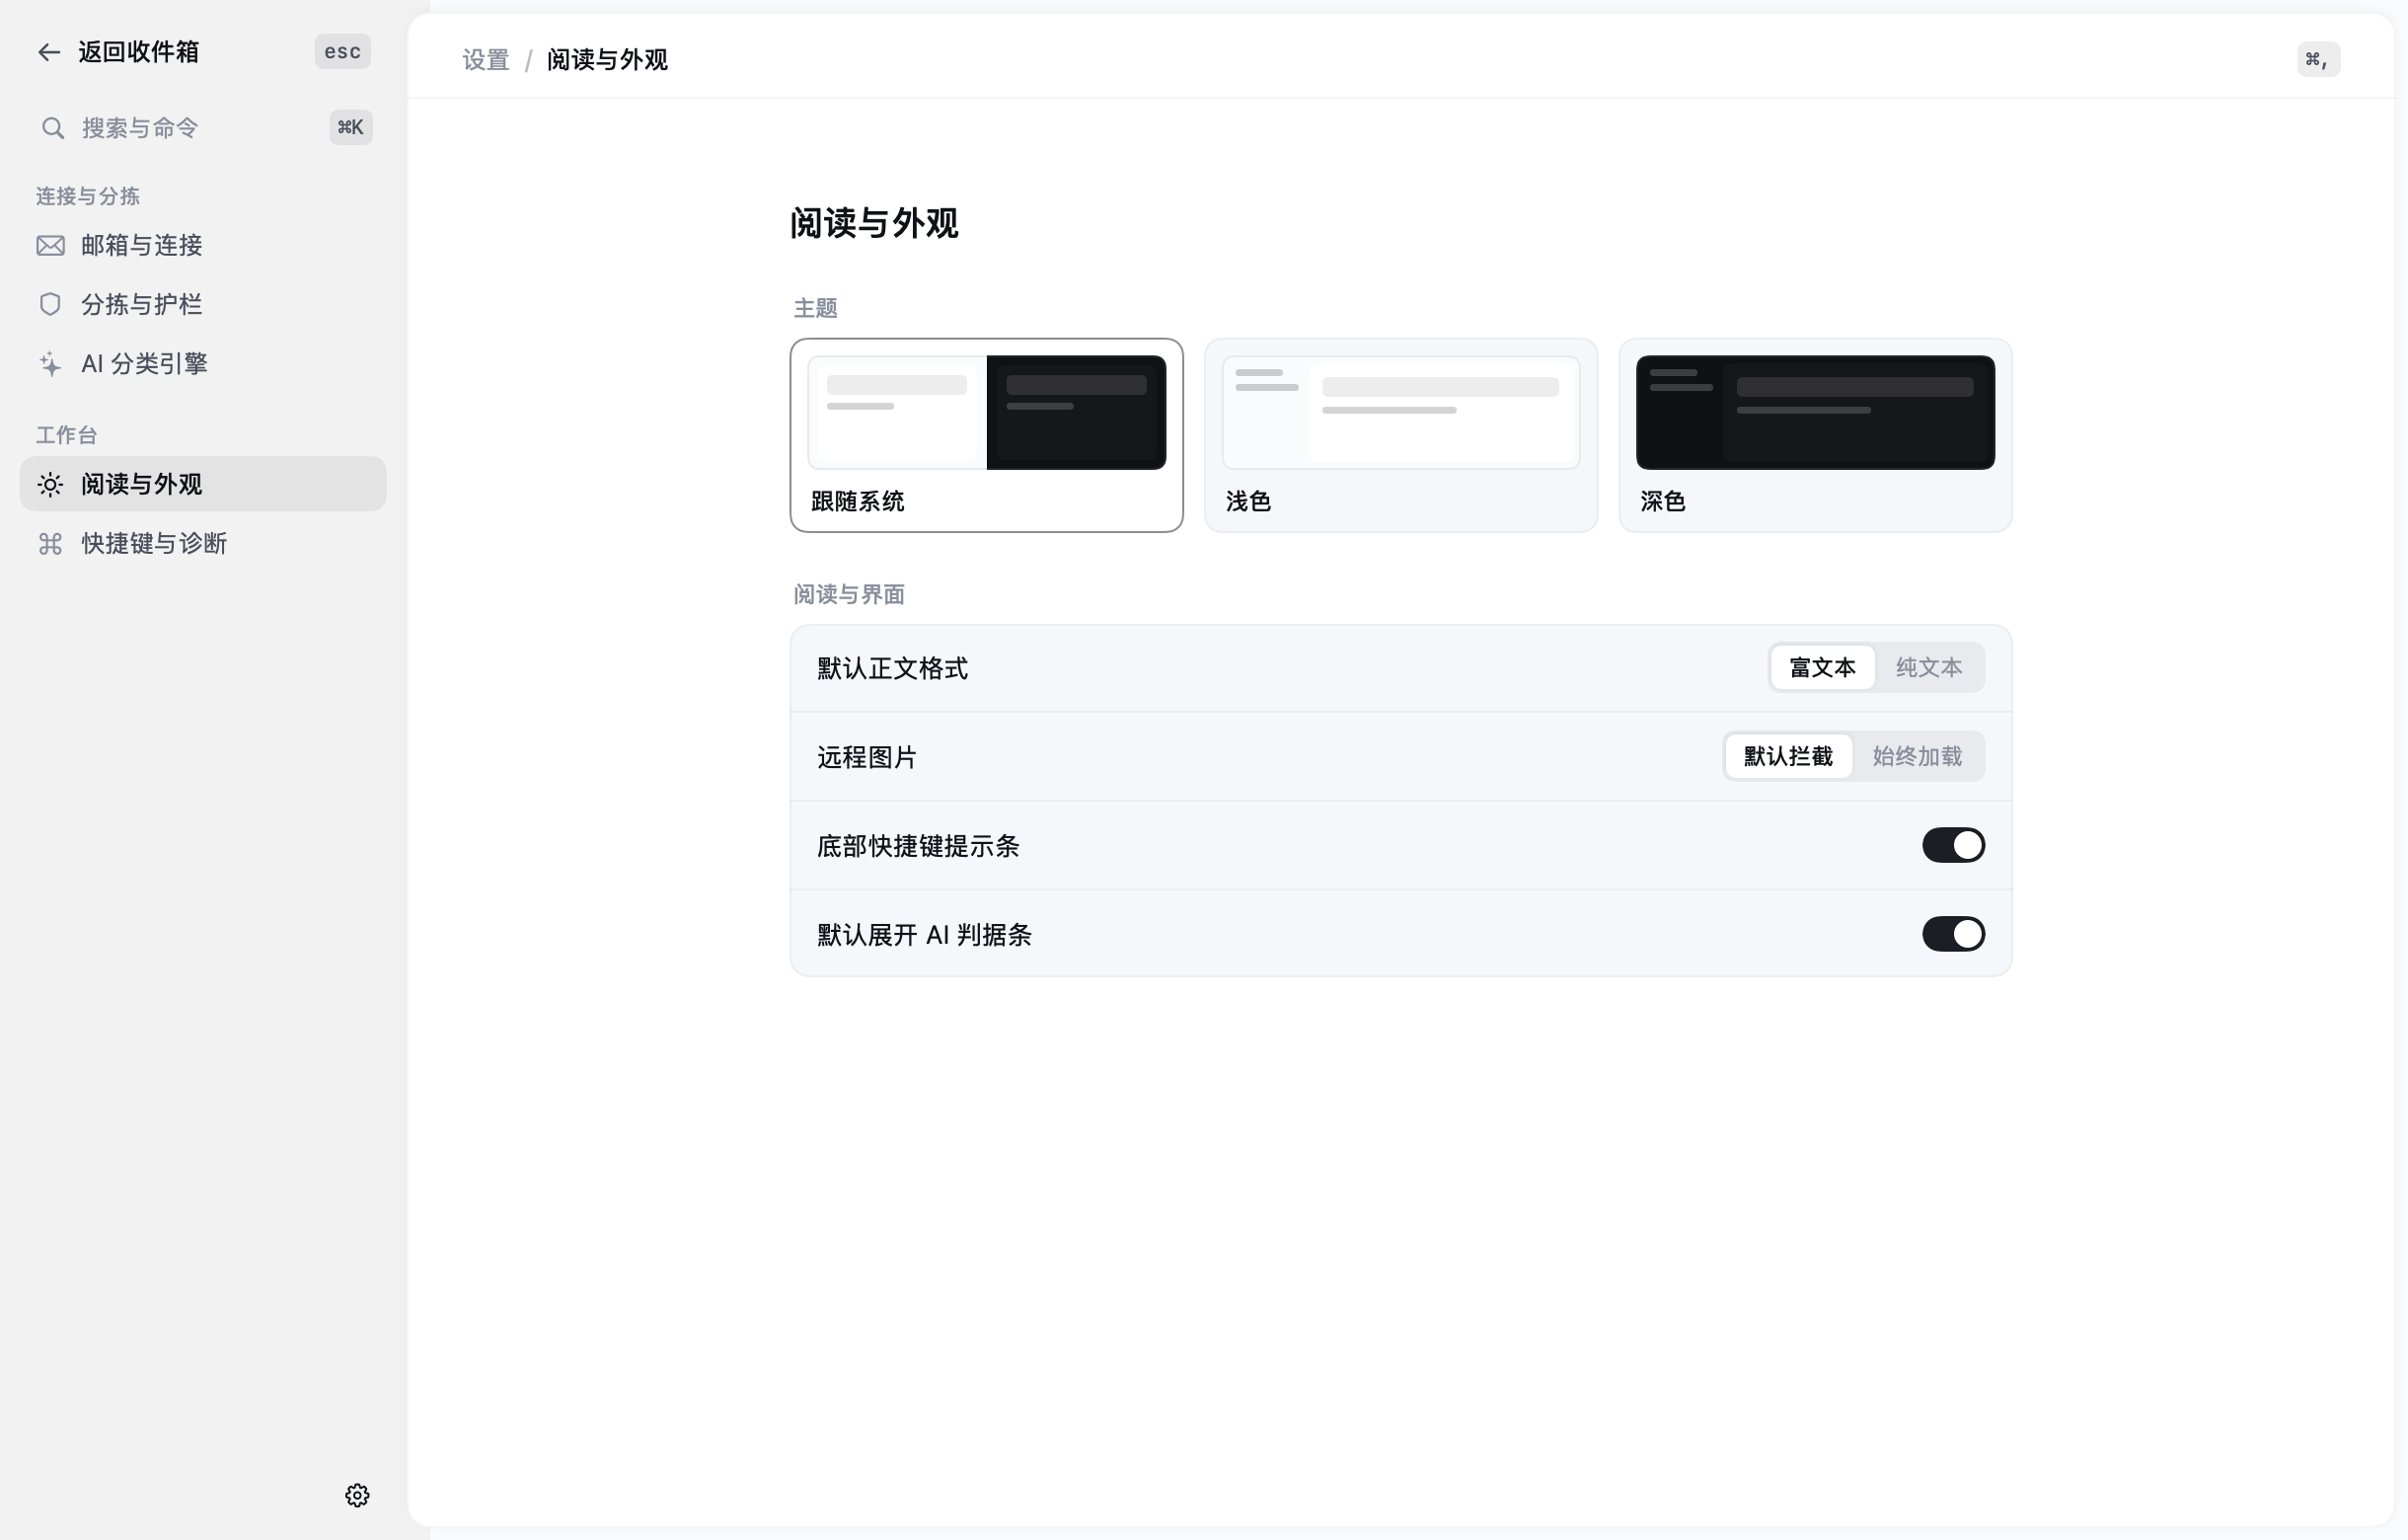 返回收件箱 esc
搜索与命令 ⌘K
连接与分拣
邮箱与连接
分拣与护栏
AI 分类引擎
工作台
阅读与外观
快捷键与诊断
设置 / 阅读与外观 ⌘,
阅读与外观
主题
跟随系统 浅色 深色
阅读与界面
默认正文格式 富文本 纯文本
远程图片 默认拦截 始终加载
底部快捷键提示条
默认展开 AI 判据条